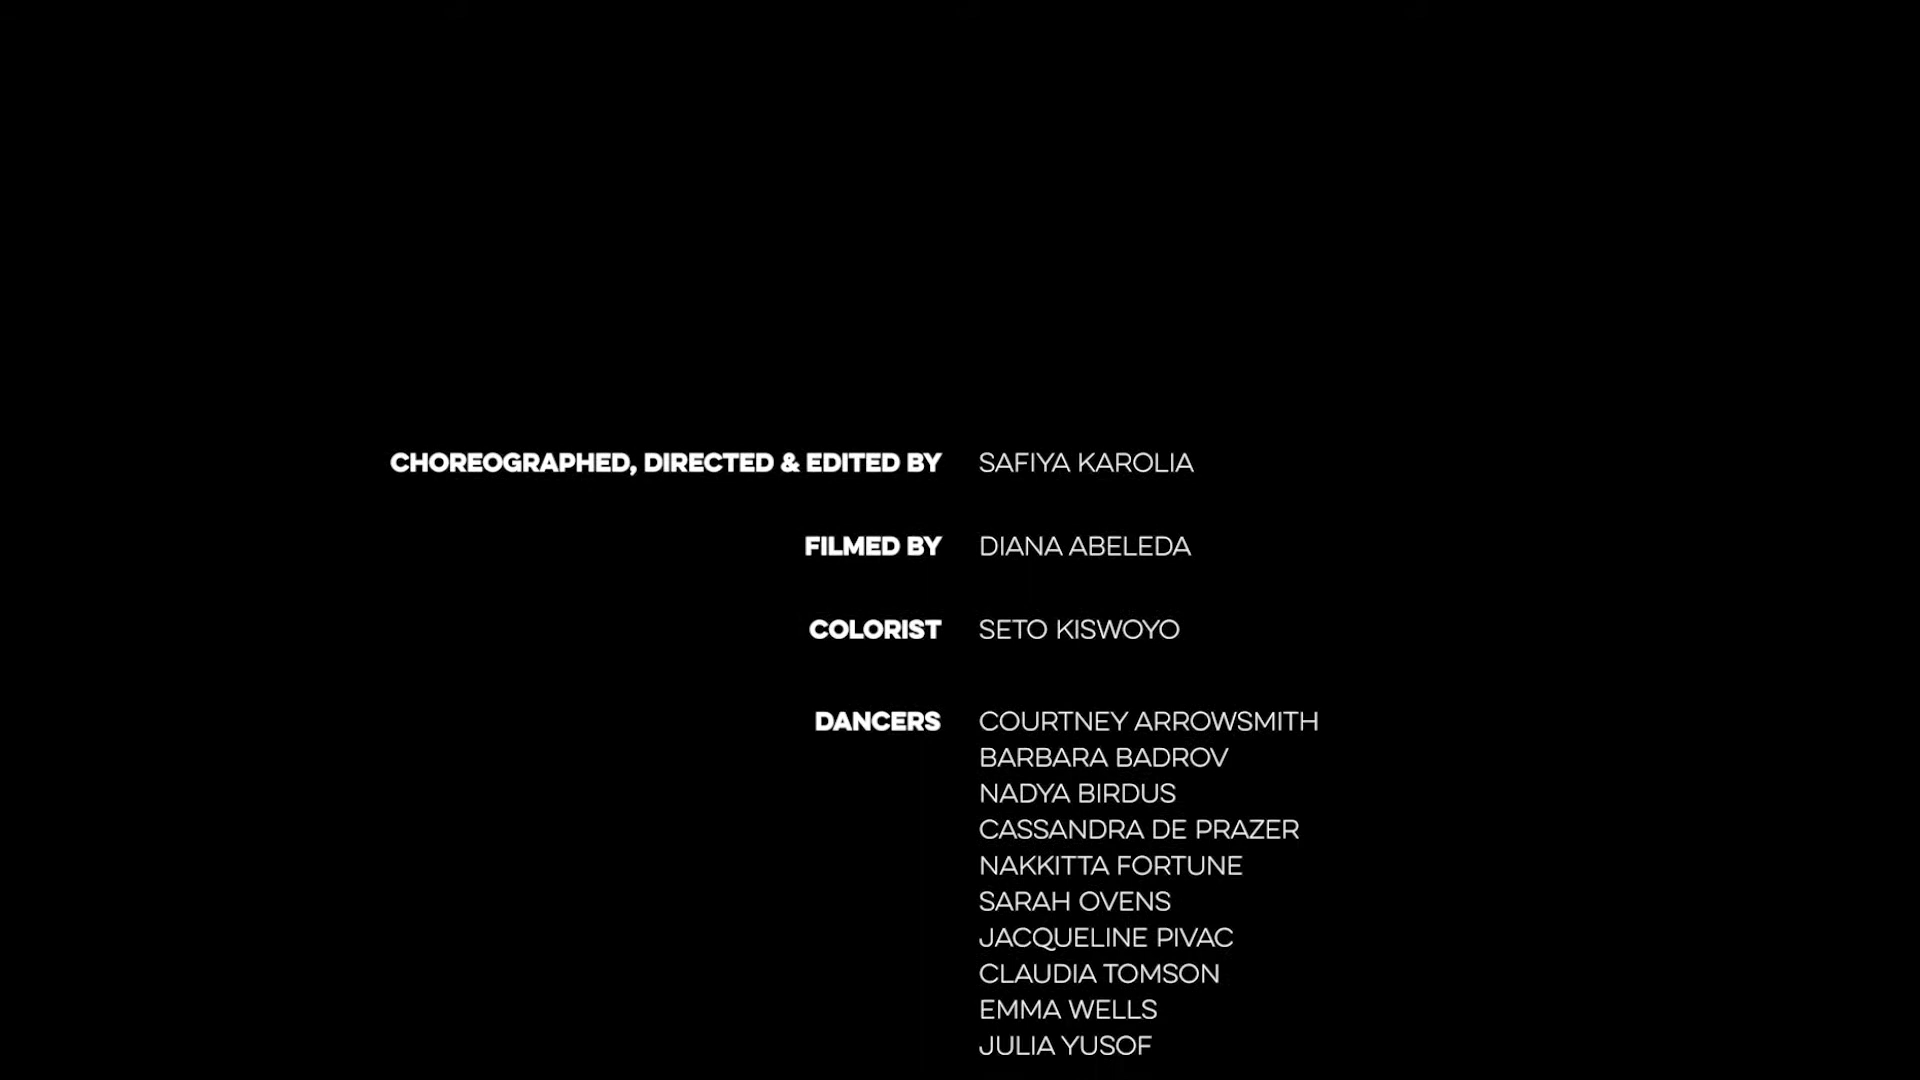 CHOREOGRAPHED, DIRECTED & EDITED BY SAFIYA KAROLIA
FILMED BY DIANA ABELEDA
COLORIST SETO KISWOYO
DANCERS COURTNEY ARROWSMITH
BARBARA BADROV
NADYA BIRDUS
CASSANDRA DE PRAZER
NAKKITTA FORTUNE
SARAH OVENS
JACQUELINE PIVAC
CLAUDIA TOMSON
EMMA WELLS
JULIA YUSOF